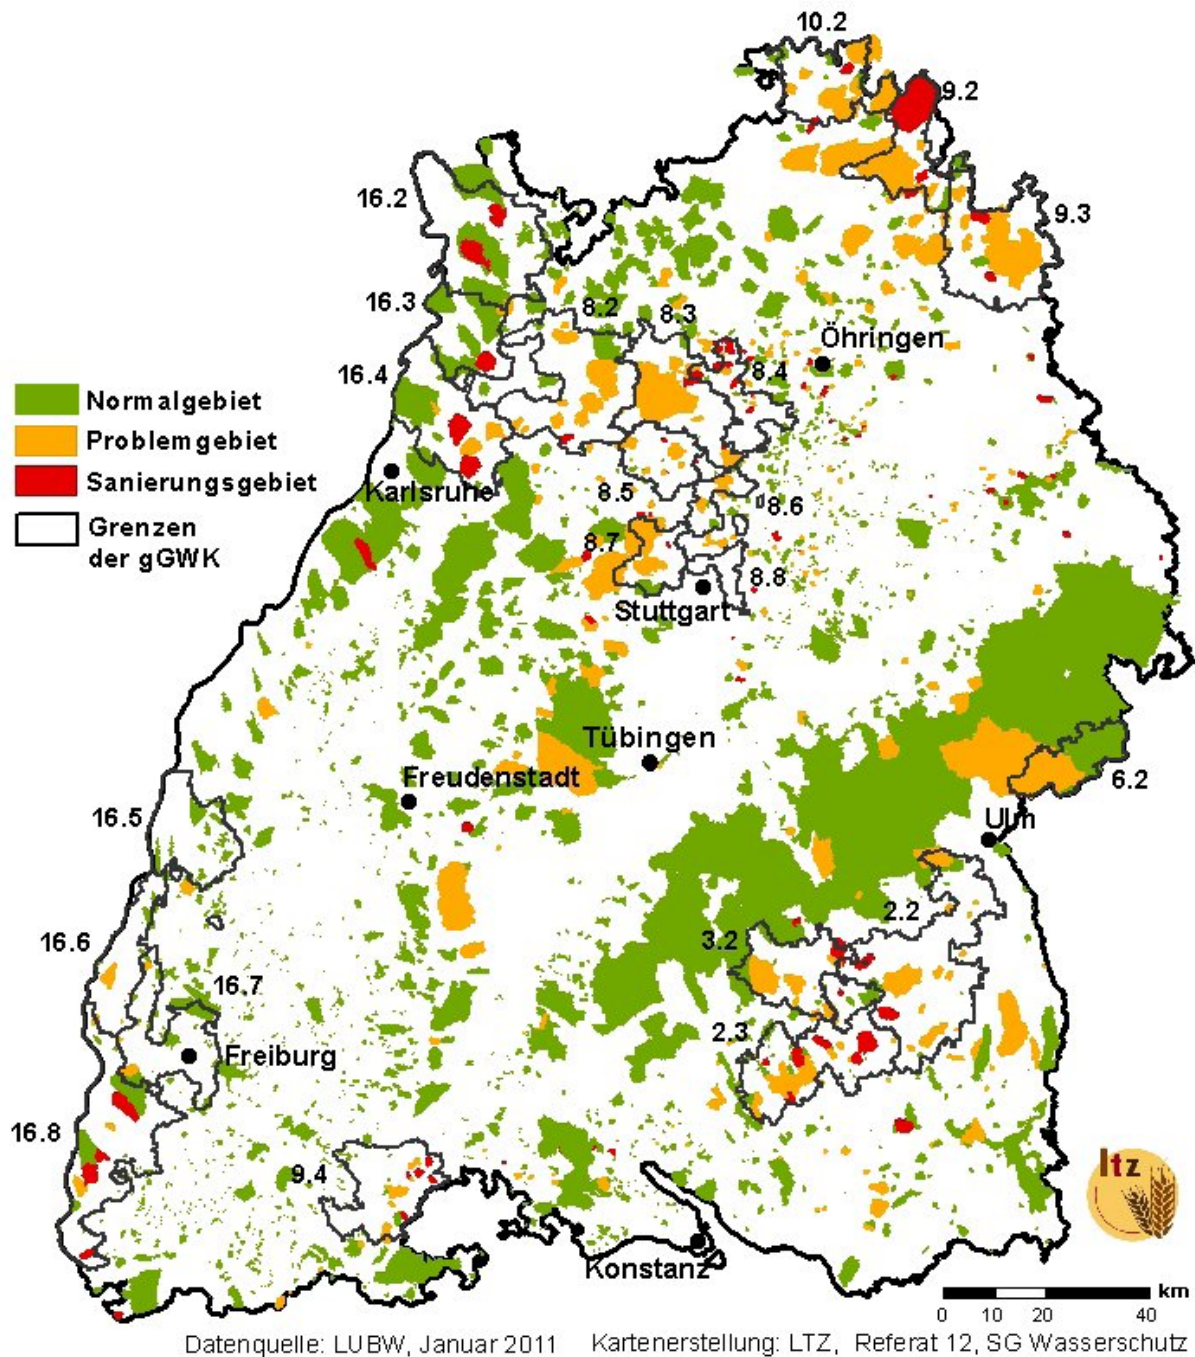 10.2
9.2
16.2
9.3
16.3
8.2
8.3
Öhringen
16.4
8.4
Normalgebiet
Problemgebiet
Sanierungsgebiet
Grenzen
der gGWK
Karlsruhe
8.5
8.6
8.7
8.8
Stuttgart
Tübingen
Freudenstadt
6.2
16.5
Ulm
2.2
3.2
16.6
16.7
2.3
Freiburg
16.8
9.4
ltz
Konstanz
km
0 10 20 40
Datenquelle: LUBW, Januar 2011 Kartenerstellung: LTZ, Referat 12, SG Wasserschutz